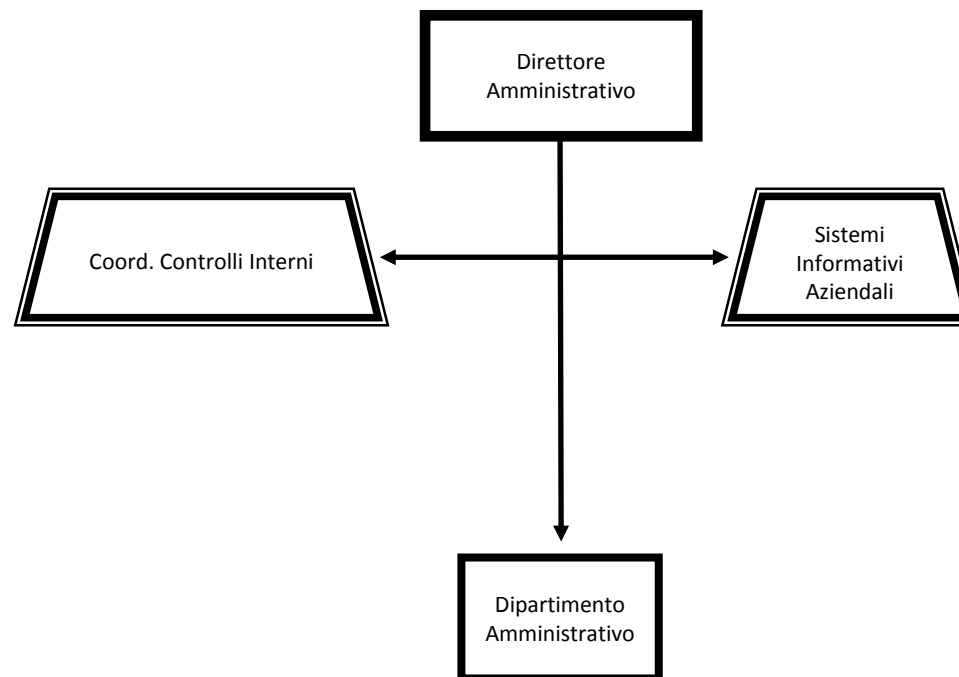 Direttore
Amministrativo
Coord. Controlli Interni
Sistemi
Informativi
Aziendali
Dipartimento
Amministrativo